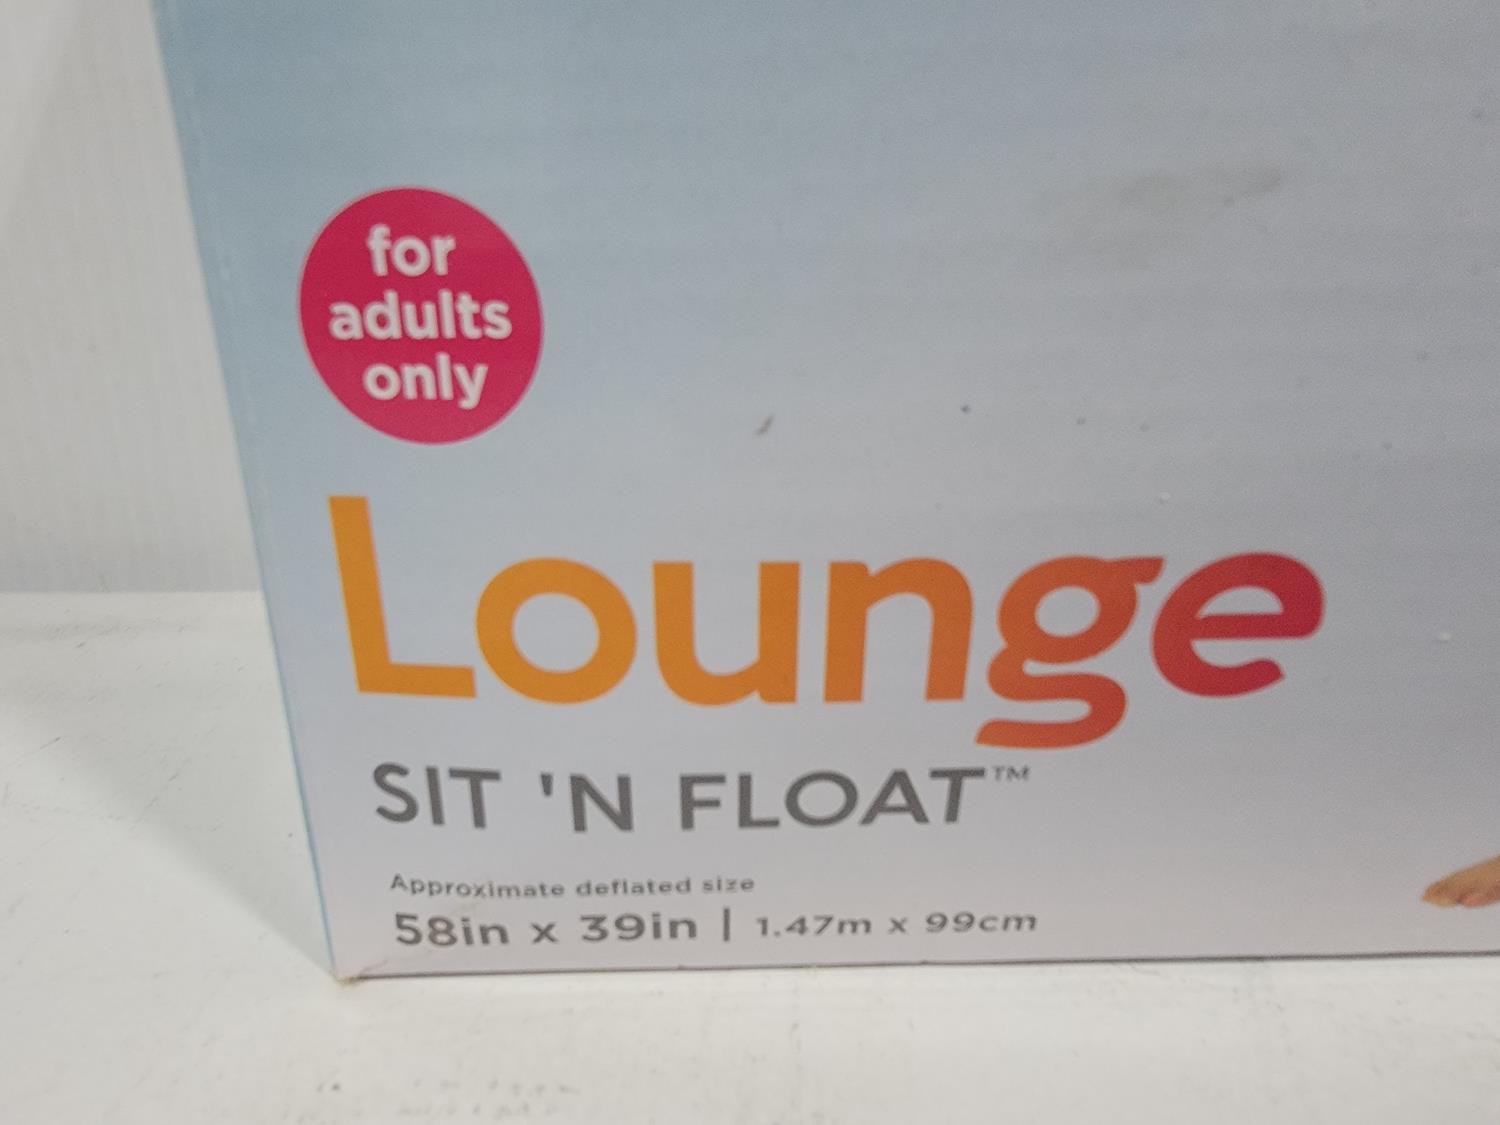 for
adults
only
Lounge
SIT 'N FLOAT™
Approximate deflated size
58in x 39in | 1.47m x 99cm